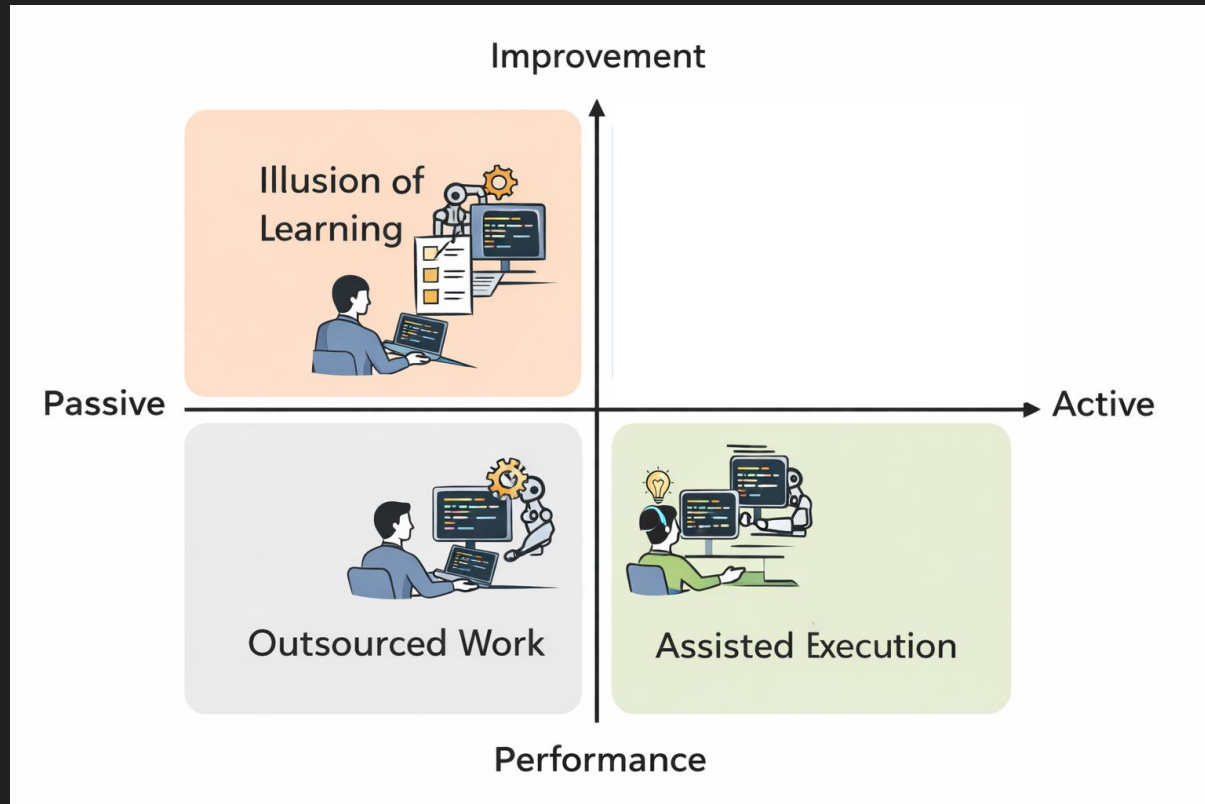 Improvement
Illusion of
Learning
Passive
Active
Outsourced Work
Assisted Execution
Performance